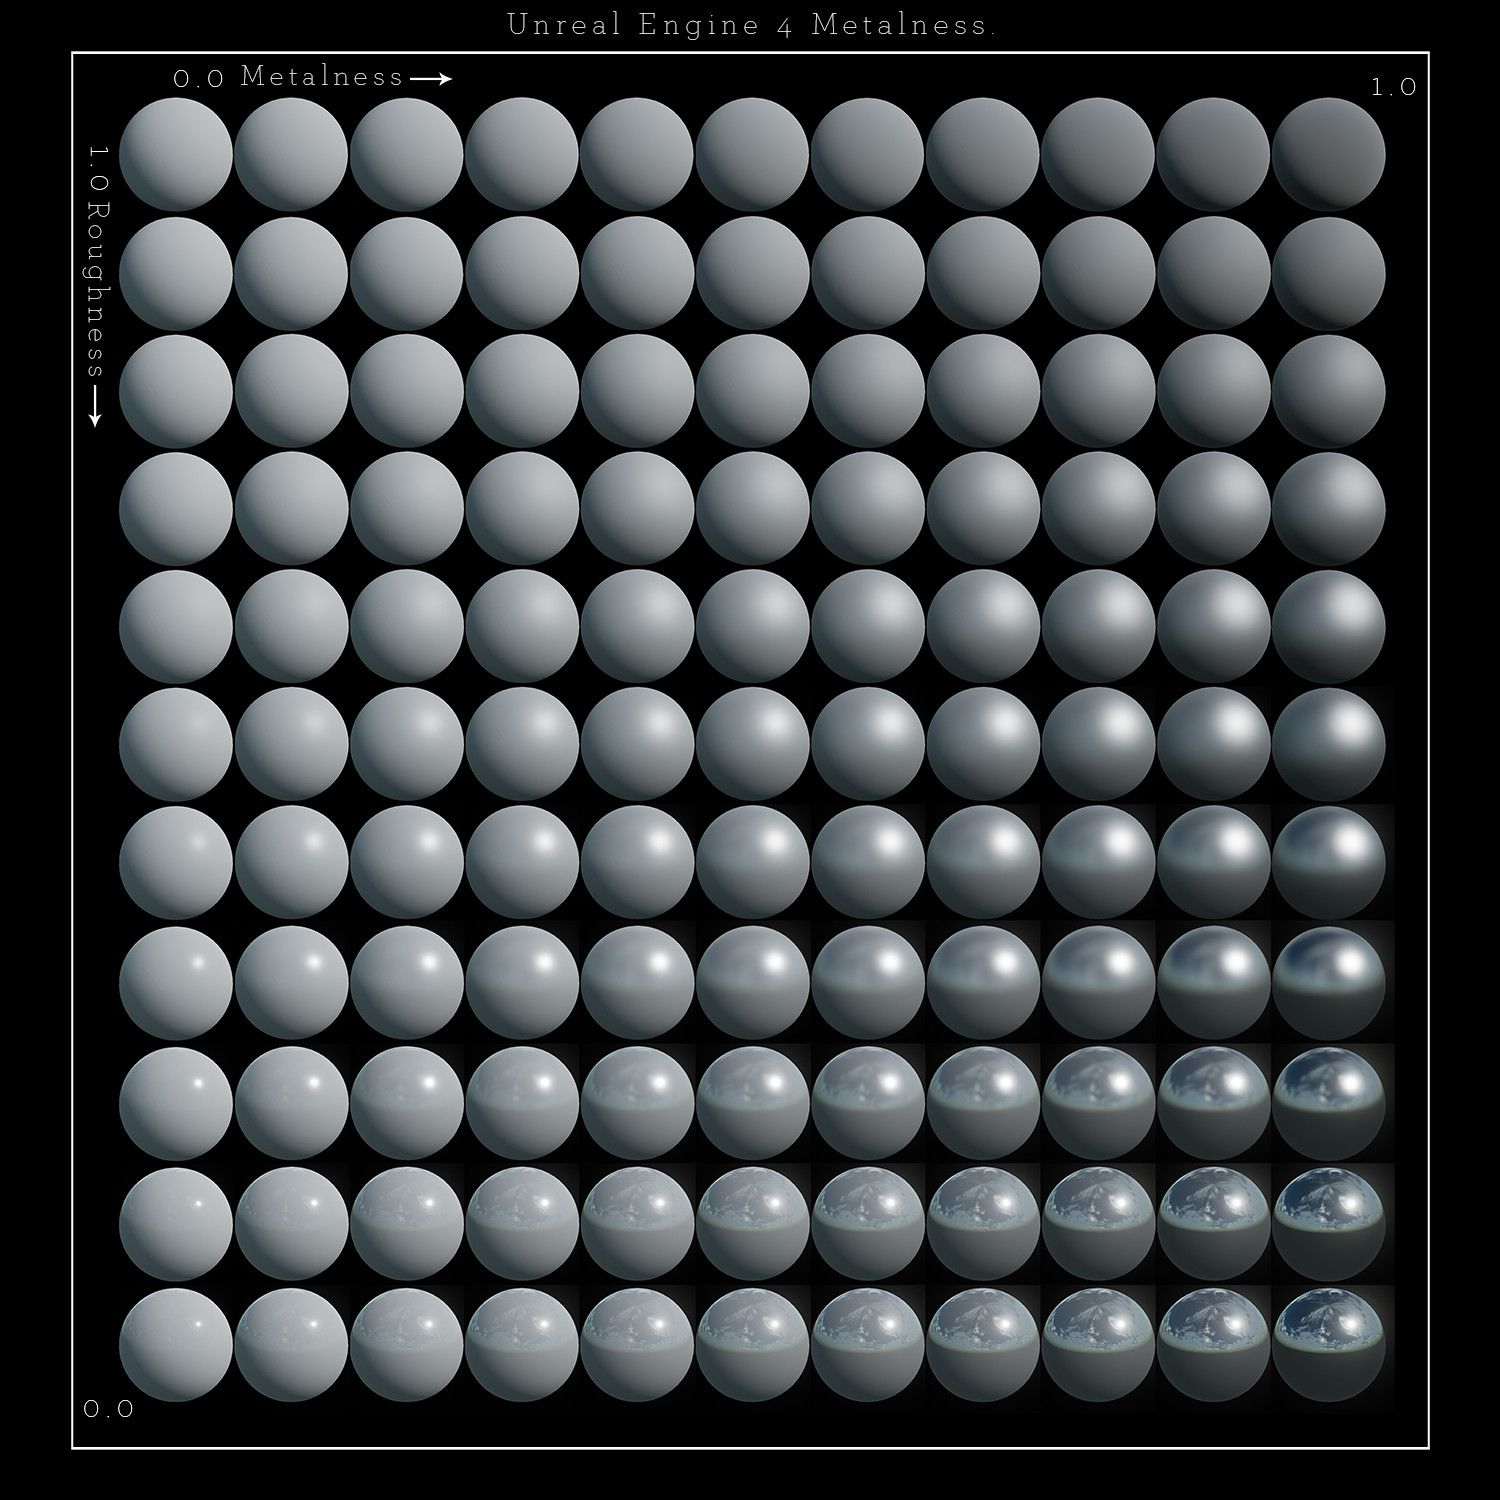 Unreal Engine 4 Metalness.
0.0 Metalness
1.0
1.0 Roughness
0.0